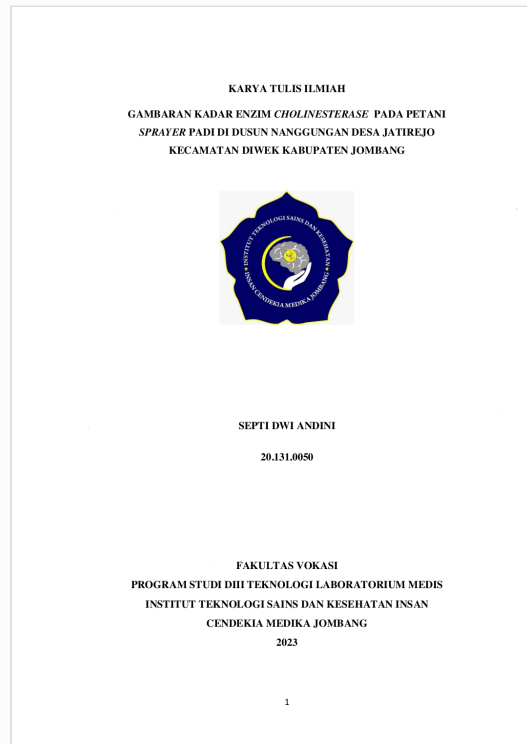 KARYA TULIS ILMIAH
GAMBARAN KADAR ENZIM CHOLINESTERASE PADA PETANI
SPRAYER PADI DI DUSUN NANGGUNGAN DESA JATIREJO
KECAMATAN DIWEK KABUPATEN JOMBANG
INSTITUT TEKNOLOGI SAINS DAN KESEHATAN
INSAN CENDEKIA MEDIKA JOMBANG
SEPTI DWI ANDINI
20.131.0050
FAKULTAS VOKASI
PROGRAM STUDI DIII TEKNOLOGI LABORATORIUM MEDIS
INSTITUT TEKNOLOGI SAINS DAN KESEHATAN INSAN
CENDEKIA MEDIKA JOMBANG
2023
1